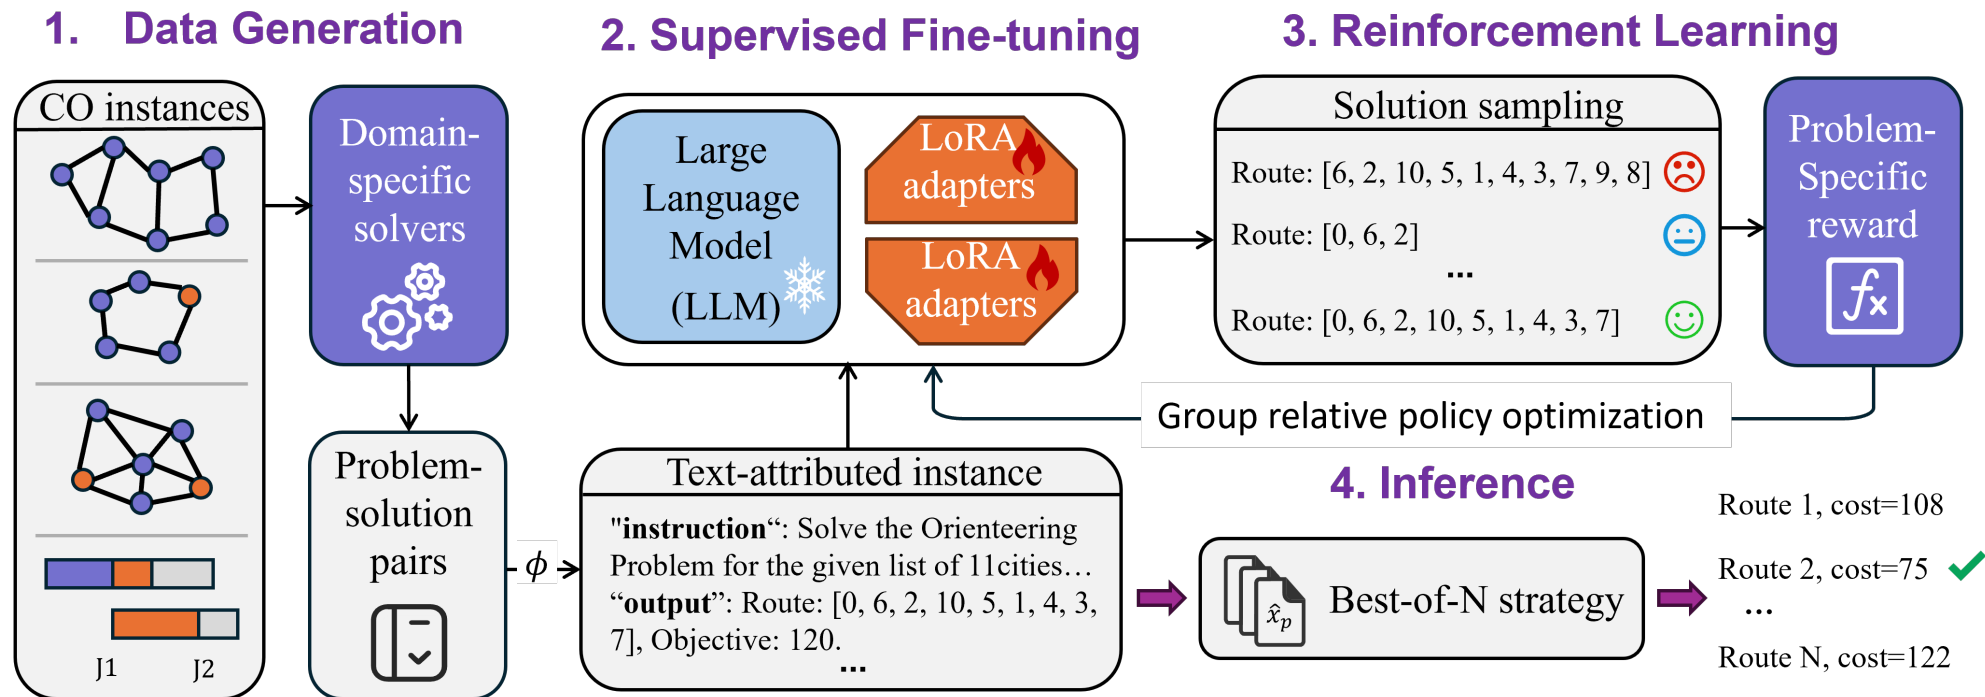 1. Data Generation
CO instances
J1 J2
Domain-
specific
solvers
Problem-
solution
pairs
ϕ
2. Supervised Fine-tuning
Large
Language
Model
(LLM)
LoRA
adapters
LoRA
adapters
Text-attributed instance
"instruction“: Solve the Orienteering
Problem for the given list of 11cities...
“output”: Route: [0, 6, 2, 10, 5, 1, 4, 3,
7], Objective: 120.
...
3. Reinforcement Learning
Solution sampling
Route: [6, 2, 10, 5, 1, 4, 3, 7, 9, 8]
Route: [0, 6, 2]
...
Route: [0, 6, 2, 10, 5, 1, 4, 3, 7]
Problem-
Specific
reward
fx
Group relative policy optimization
4. Inference
x̂p
Best-of-N strategy
Route 1, cost=108
Route 2, cost=75
...
Route N, cost=122